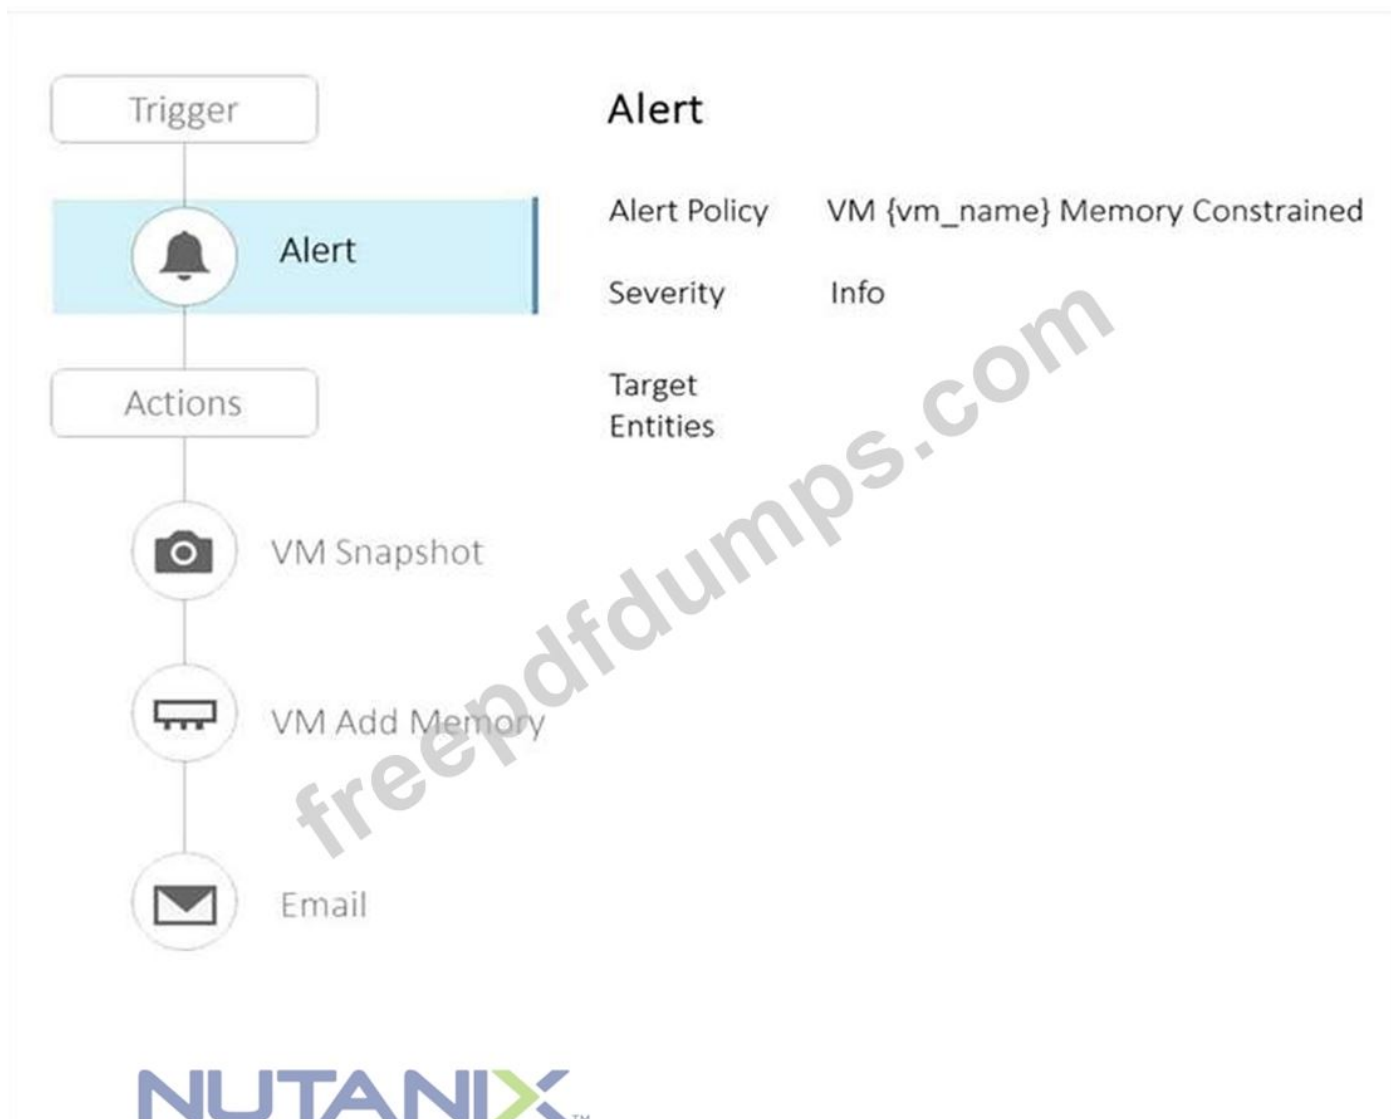 Trigger
Alert
Alert
Alert Policy VM {vm_name} Memory Constrained
Severity Info
Actions
Target
Entities
VM Snapshot
VM Add Memory
Email
freepdfdumps.com
NUTANIX™